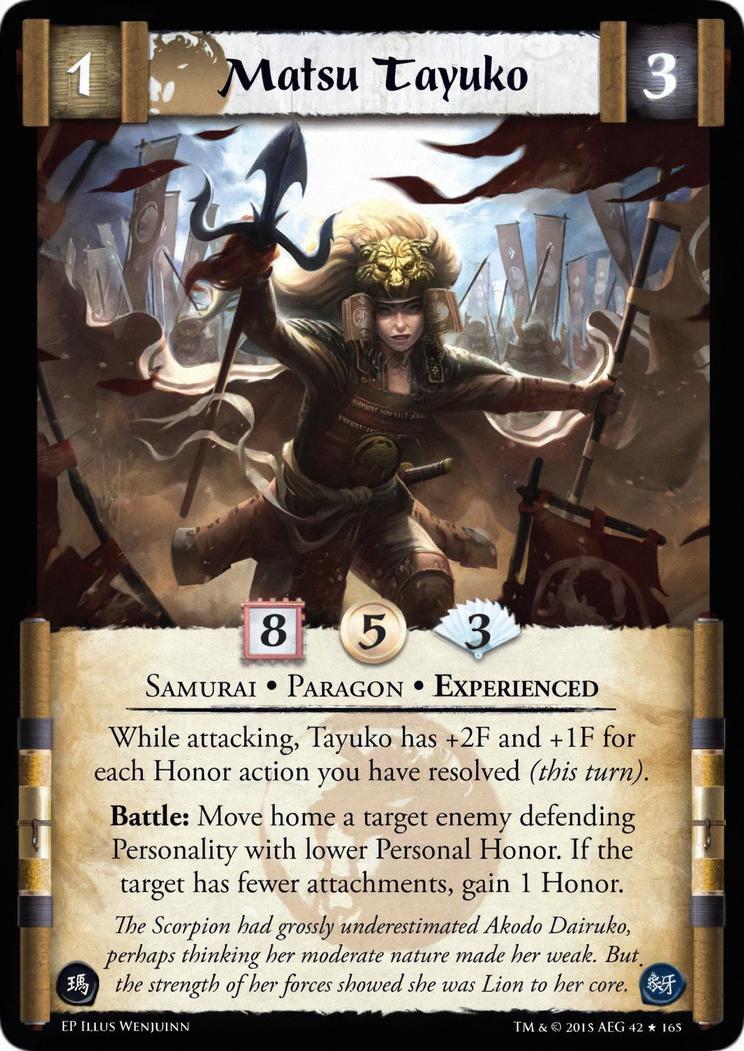 1 Matsu Tayuko 3
8 5 3
Samurai • Paragon • Experienced
While attacking, Tayuko has +2F and +1F for
each Honor action you have resolved (this turn).
Battle: Move home a target enemy defending
Personality with lower Personal Honor. If the
target has fewer attachments, gain 1 Honor.
The Scorpion had grossly underestimated Akodo Dairuko,
perhaps thinking her moderate nature made her weak. But
the strength of her forces showed she was Lion to her core.
EP Illus Wenjuinn TM & © 2015 AEG 42 ★ 165